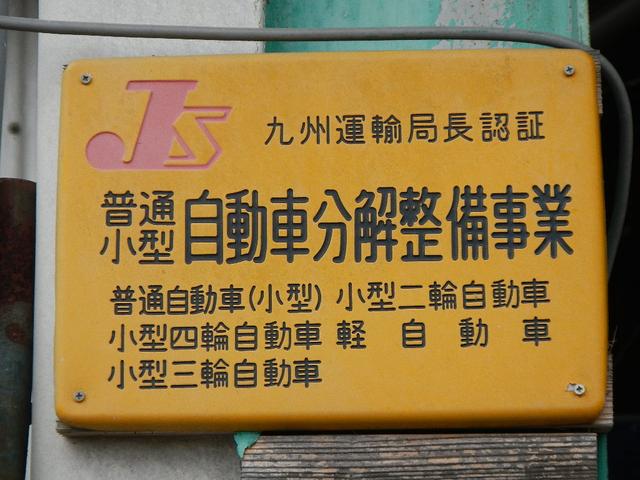 JS
九州運輸局長認証
普通
小型 自動車分解整備事業
普通自動車(小型) 小型二輪自動車
小型四輪自動車 軽自動車
小型三輪自動車